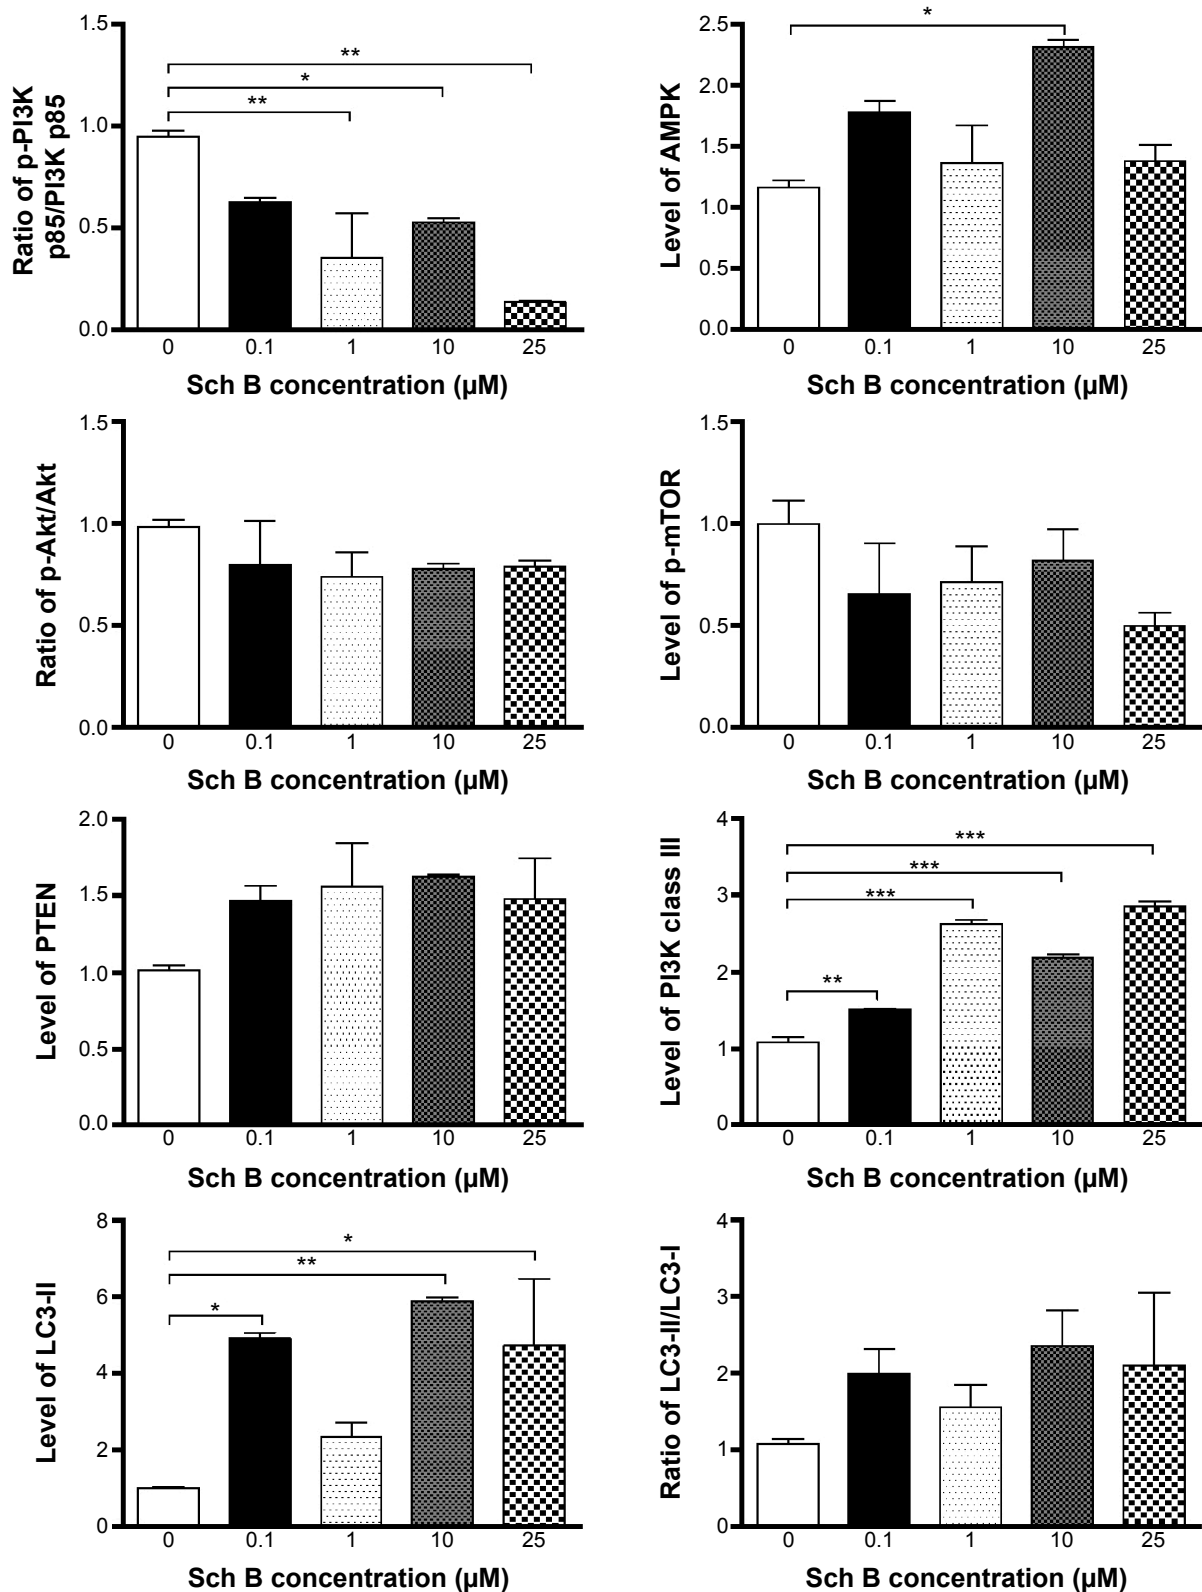 Ratio of p-PI3K
p85/PI3K p85
1.5
1.0
0.5
0.0
**
*
**
0 0.1 1 10 25
Sch B concentration (µM)
Level of AMPK
2.5
2.0
1.5
1.0
0.5
0.0
*
0 0.1 1 10 25
Sch B concentration (µM)
Ratio of p-Akt/Akt
1.5
1.0
0.5
0.0
0 0.1 1 10 25
Sch B concentration (µM)
Level of p-mTOR
1.5
1.0
0.5
0.0
0 0.1 1 10 25
Sch B concentration (µM)
Level of PTEN
2.0
1.5
1.0
0.5
0.0
0 0.1 1 10 25
Sch B concentration (µM)
Level of PI3K class III
4
3
2
1
0
***
***
***
**
0 0.1 1 10 25
Sch B concentration (µM)
Level of LC3-II
8
6
4
2
0
*
**
*
0 0.1 1 10 25
Sch B concentration (µM)
Ratio of LC3-II/LC3-I
4
3
2
1
0
0 0.1 1 10 25
Sch B concentration (µM)